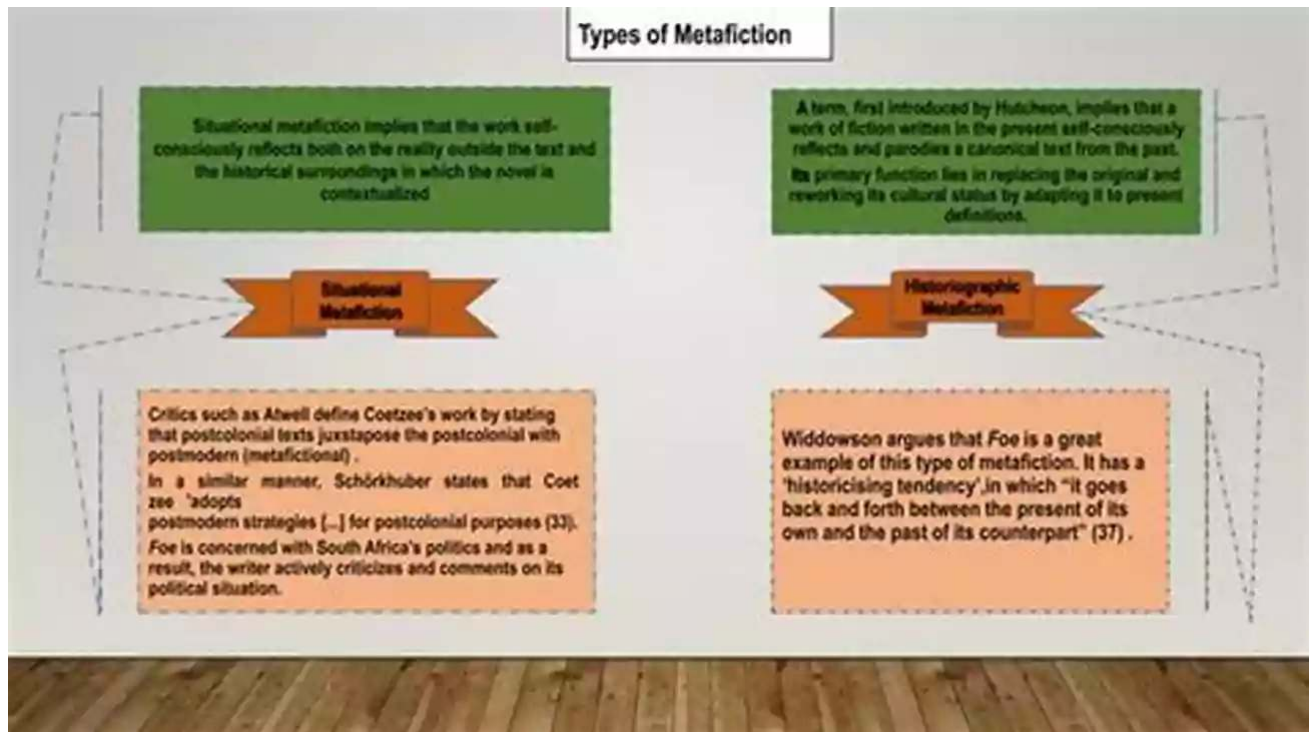 Types of Metafiction
Situational metafiction implies that the work self-
consciously reflects both on the reality outside the text and
the historical surroundings in which the novel is
contextualized
Situational
Metafiction
Critics such as Atwell define Coetzee's work by stating
that postcolonial texts juxtapose the postcolonial with
postmodern (metafictional) .
In a similar manner, Schörkhuber states that Coet
zee 'adopts
postmodern strategies [...] for postcolonial purposes (33).
Foe is concerned with South Africa's politics and as a
result, the writer actively criticizes and comments on its
political situation.
A term, first introduced by Hutcheon, implies that a
work of fiction written in the present self-consciously
reflects and parodies a canonical text from the past.
Its primary function lies in replacing the original and
reworking its cultural status by adapting it to present
definitions.
Historiographic
Metafiction
Widdowson argues that Foe is a great
example of this type of metafiction. It has a
'historicising tendency',in which "it goes
back and forth between the present of its
own and the past of its counterpart" (37) .